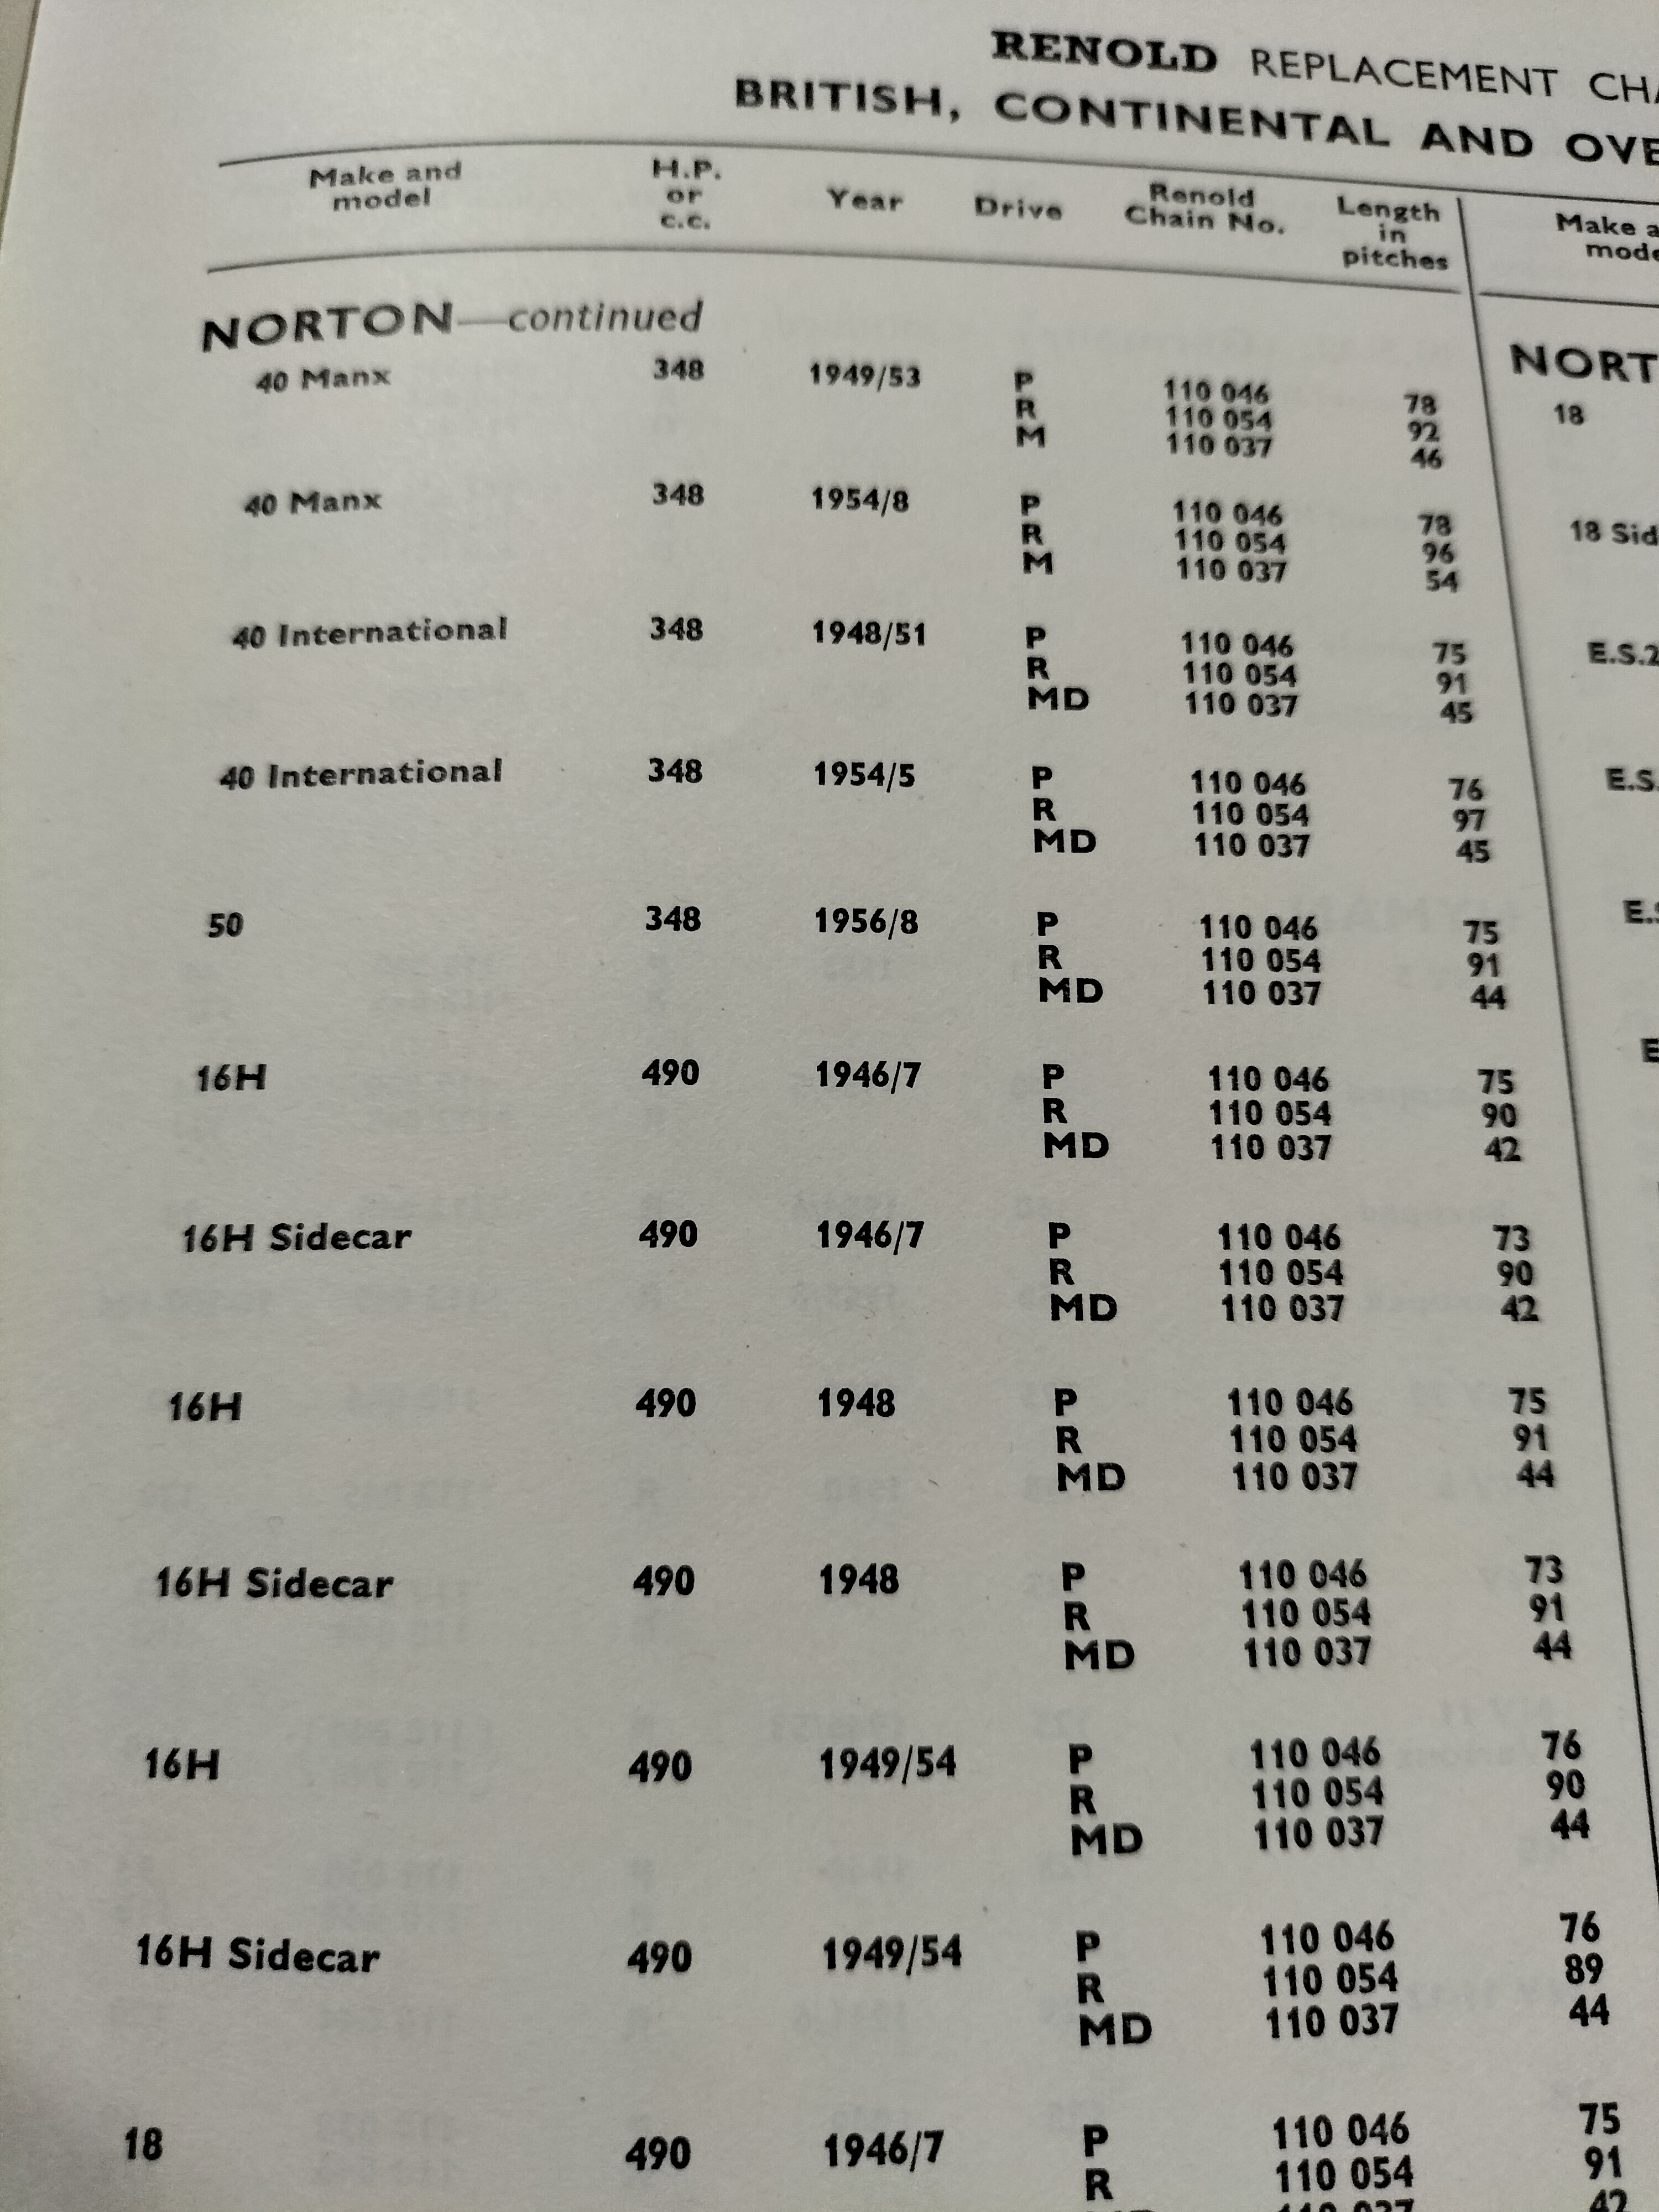 RENOLD REPLACEMENT
BRITISH, CONTINENTAL AND
Make and model H.P. or c.c. Year Drive Renold Chain No. Length in pitches Make
NORTON—continued
40 Manx 348 1949/53 P 110 046 78
R 110 054 92
M 110 037 46
18
40 Manx 348 1954/8 P 110 046 78
R 110 054 96
M 110 037 54
18
40 International 348 1948/51 P 110 046 75
R 110 054 91
MD 110 037 45
E.S.2
40 International 348 1954/5 P 110 046 76
R 110 054 97
MD 110 037 45
50 348 1956/8 P 110 046 75
R 110 054 91
MD 110 037 44
16H 490 1946/7 P 110 046 75
R 110 054 90
MD 110 037 42
16H Sidecar 490 1946/7 P 110 046 73
R 110 054 90
MD 110 037 42
16H 490 1948 P 110 046 75
R 110 054 91
MD 110 037 44
16H Sidecar 490 1948 P 110 046 73
R 110 054 91
MD 110 037 44
16H 490 1949/54 P 110 046 76
R 110 054 90
MD 110 037 44
16H Sidecar 490 1949/54 P 110 046 76
R 110 054 89
MD 110 037 44
18 490 1946/7 P 110 046 75
R 110 054 91